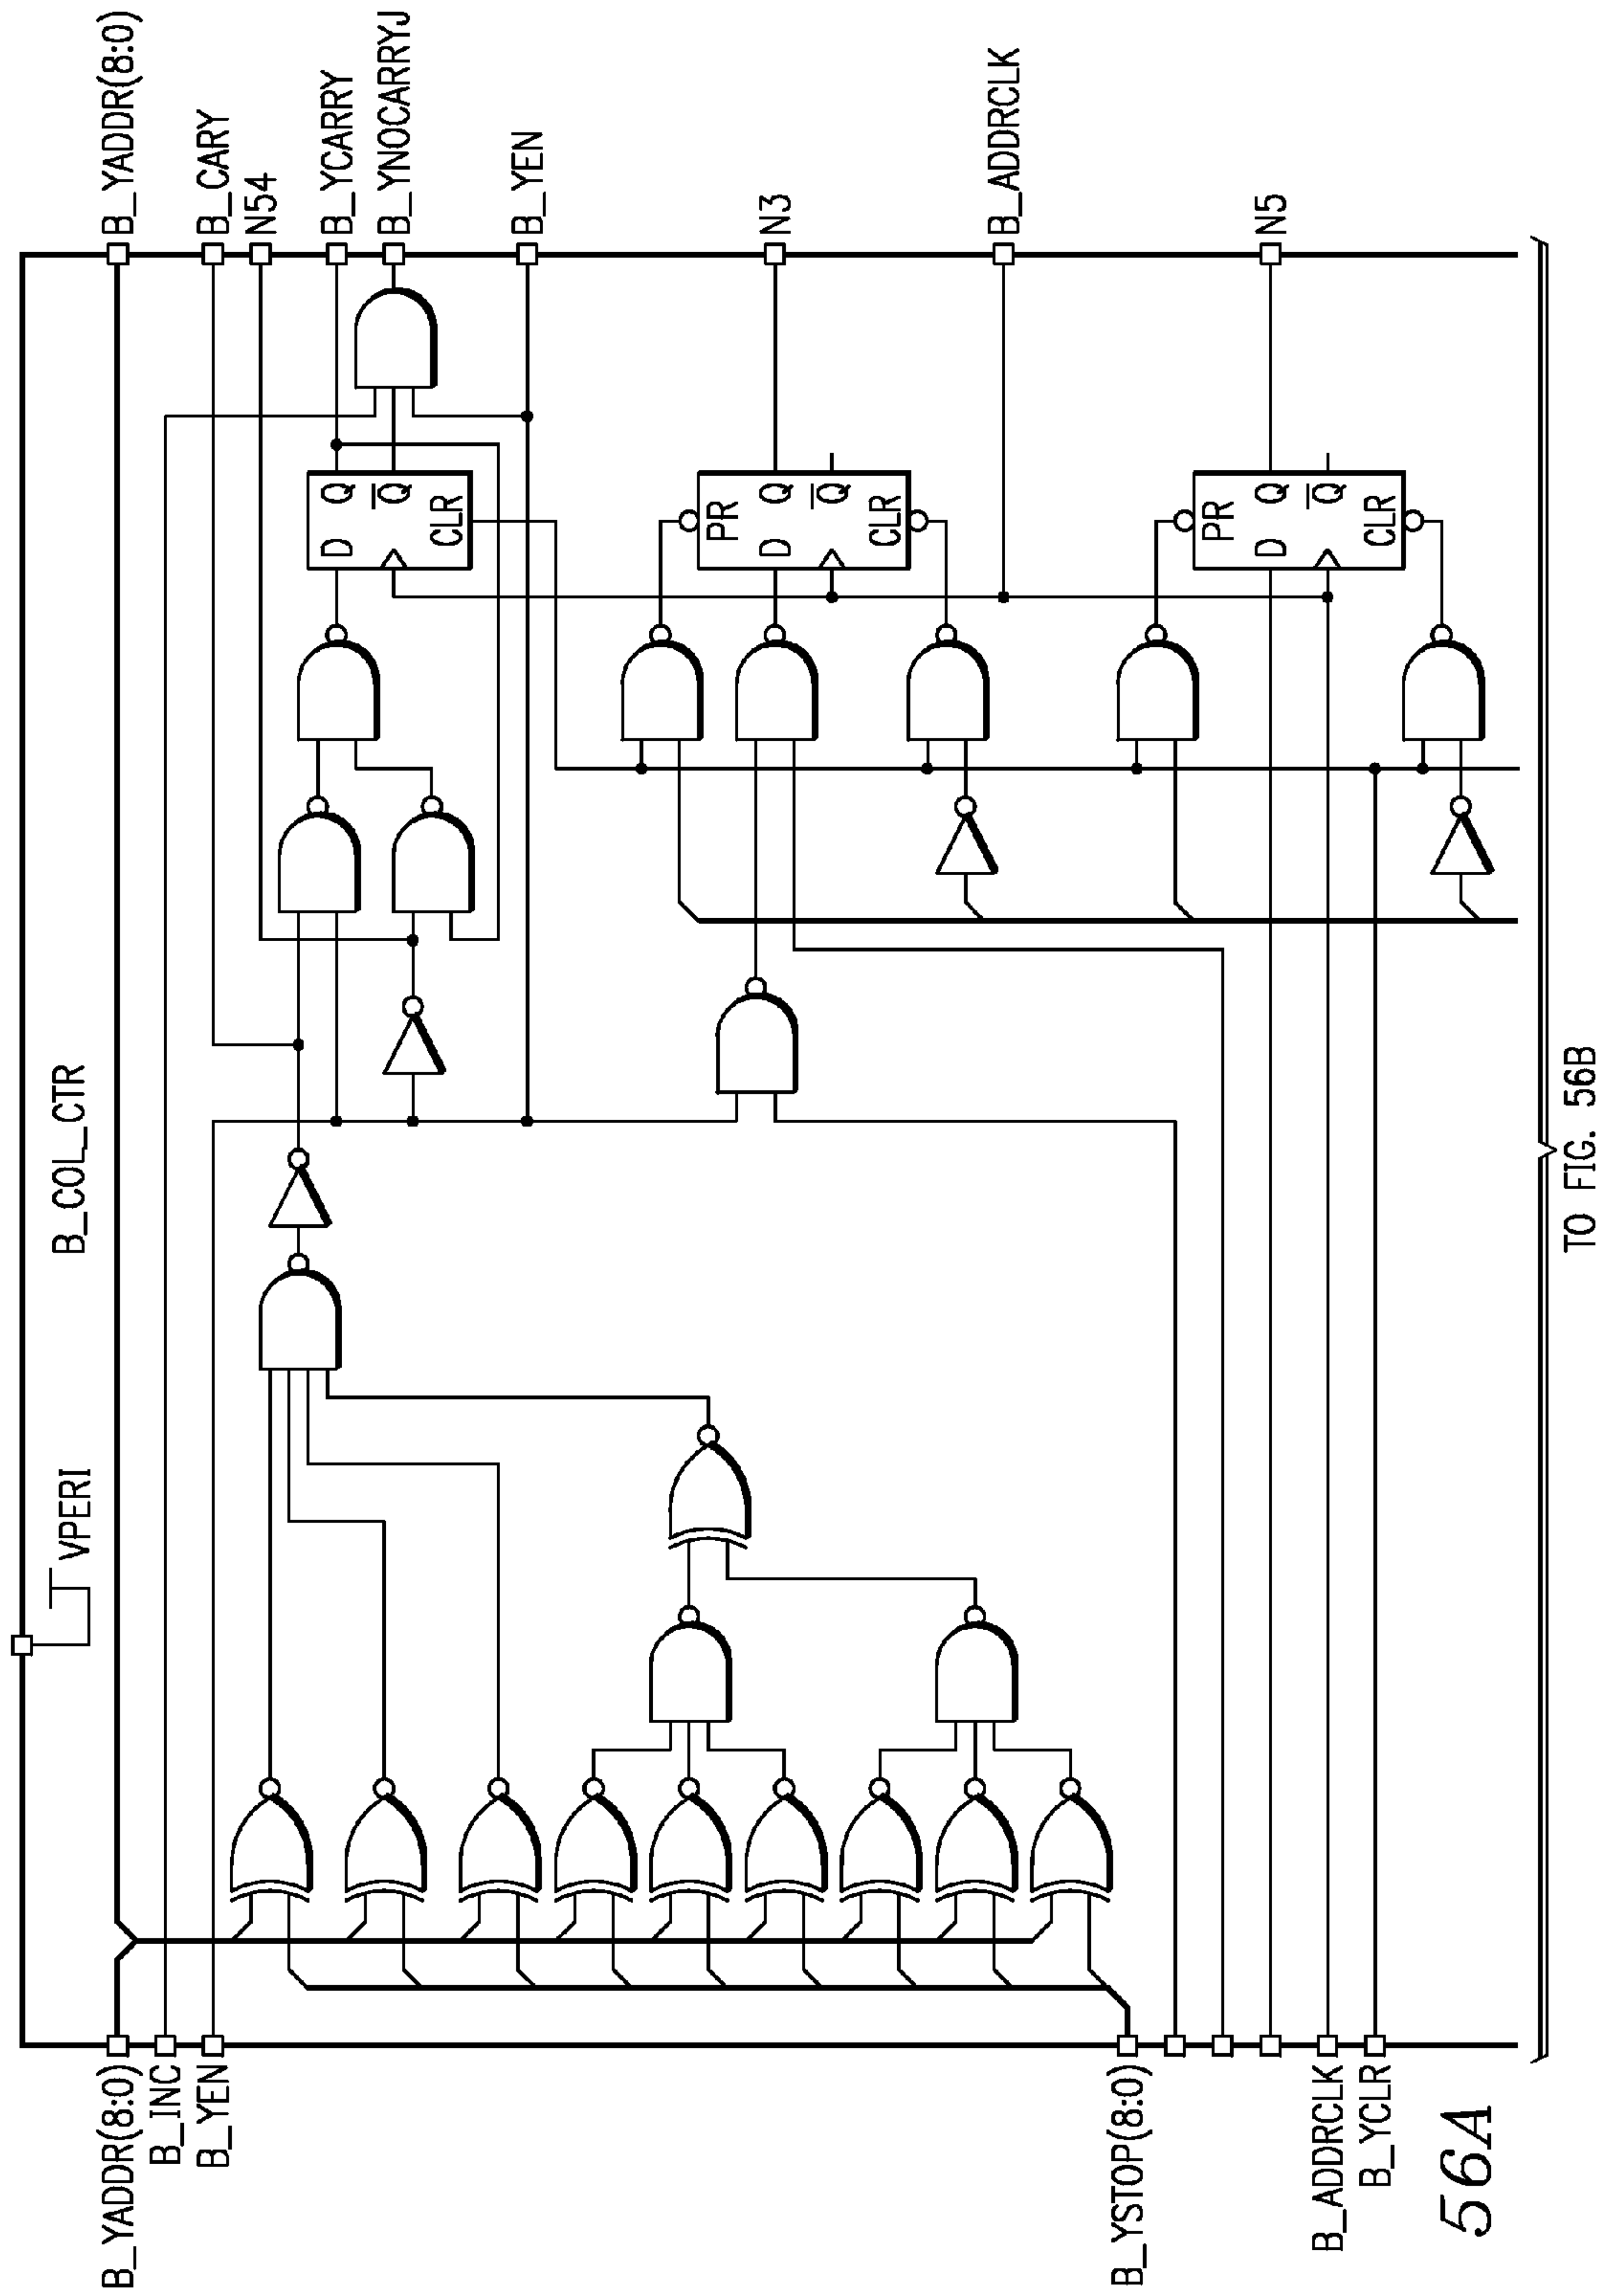 B_COL_CTR
VPERI
B_YADDR(8:0)
B_INC
B_YEN
B_YSTOP(8:0)
B_ADDRCLK
B_YCLR
B_YADDR(8:0)
B_CARY
N54
B_YCARRY
B_YNOCARRYJ
B_YEN
N3
B_ADDRCLK
N5
D Q
Q
CLR
PR
D Q
Q
CLR
PR
D Q
Q
CLR
TO FIG. 56B
56A